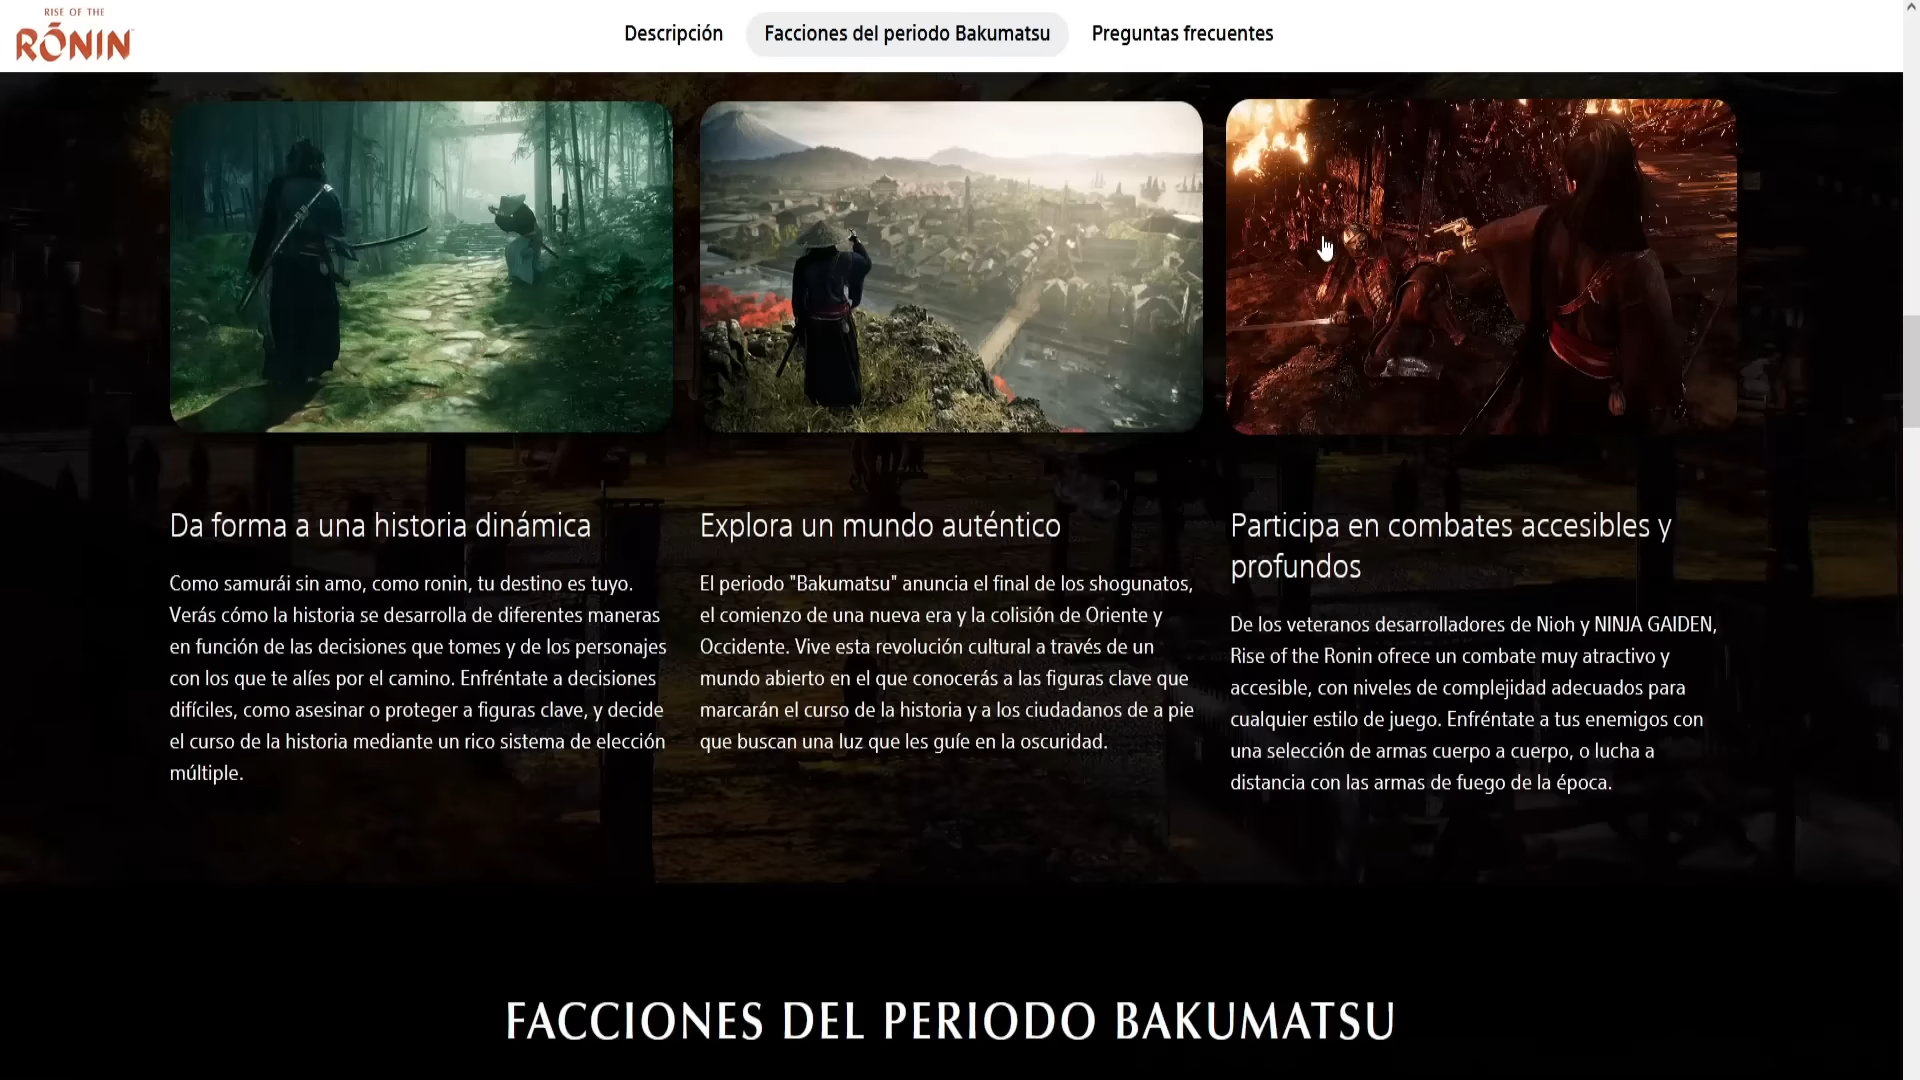 RISE OF THE
RŌNIN
Descripción
Facciones del periodo Bakumatsu
Preguntas frecuentes
Da forma a una historia dinámica
Como samurái sin amo, como ronin, tu destino es tuyo.
Verás cómo la historia se desarrolla de diferentes maneras
en función de las decisiones que tomes y de los personajes
con los que te alíes por el camino. Enfréntate a decisiones
difíciles, como asesinar o proteger a figuras clave, y decide
el curso de la historia mediante un rico sistema de elección
múltiple.
Explora un mundo auténtico
El periodo "Bakumatsu" anuncia el final de los shogunatos,
el comienzo de una nueva era y la colisión de Oriente y
Occidente. Vive esta revolución cultural a través de un
mundo abierto en el que conocerás a las figuras clave que
marcarán el curso de la historia y a los ciudadanos de a pie
que buscan una luz que les guíe en la oscuridad.
Participa en combates accesibles y
profundos
De los veteranos desarrolladores de Nioh y NINJA GAIDEN,
Rise of the Ronin ofrece un combate muy atractivo y
accesible, con niveles de complejidad adecuados para
cualquier estilo de juego. Enfréntate a tus enemigos con
una selección de armas cuerpo a cuerpo, o lucha a
distancia con las armas de fuego de la época.
FACCIONES DEL PERIODO BAKUMATSU